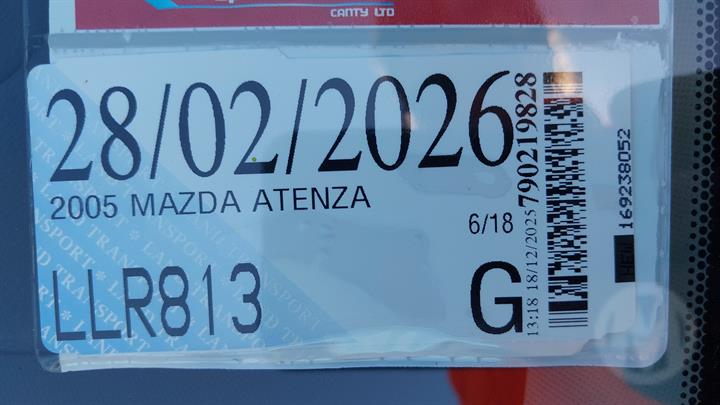 CANTY LTD
28/02/2026
2005 MAZDA ATENZA
6/18
LLR813
G
13:18 18/12/2025
790219828
169238052